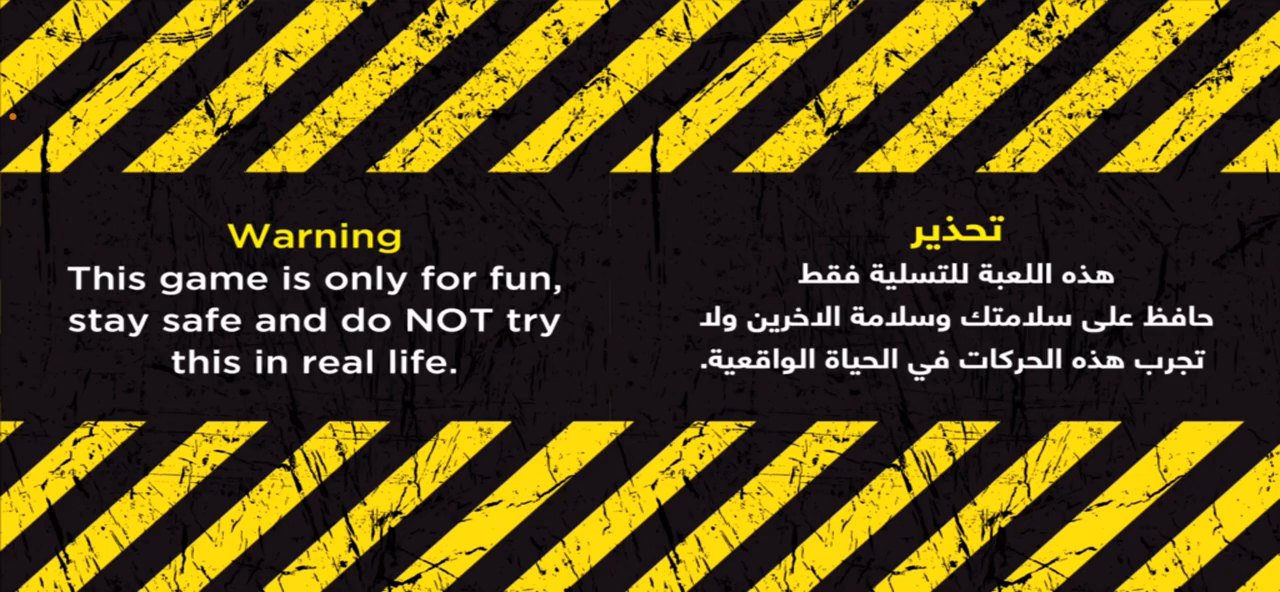 Warning
This game is only for fun,
stay safe and do NOT try
this in real life.
تحذير
هذه اللعبة للتسلية فقط
حافظ على سلامتك وسلامة الاخرين ولا
تجرب هذه الحركات في الحياة الواقعية.